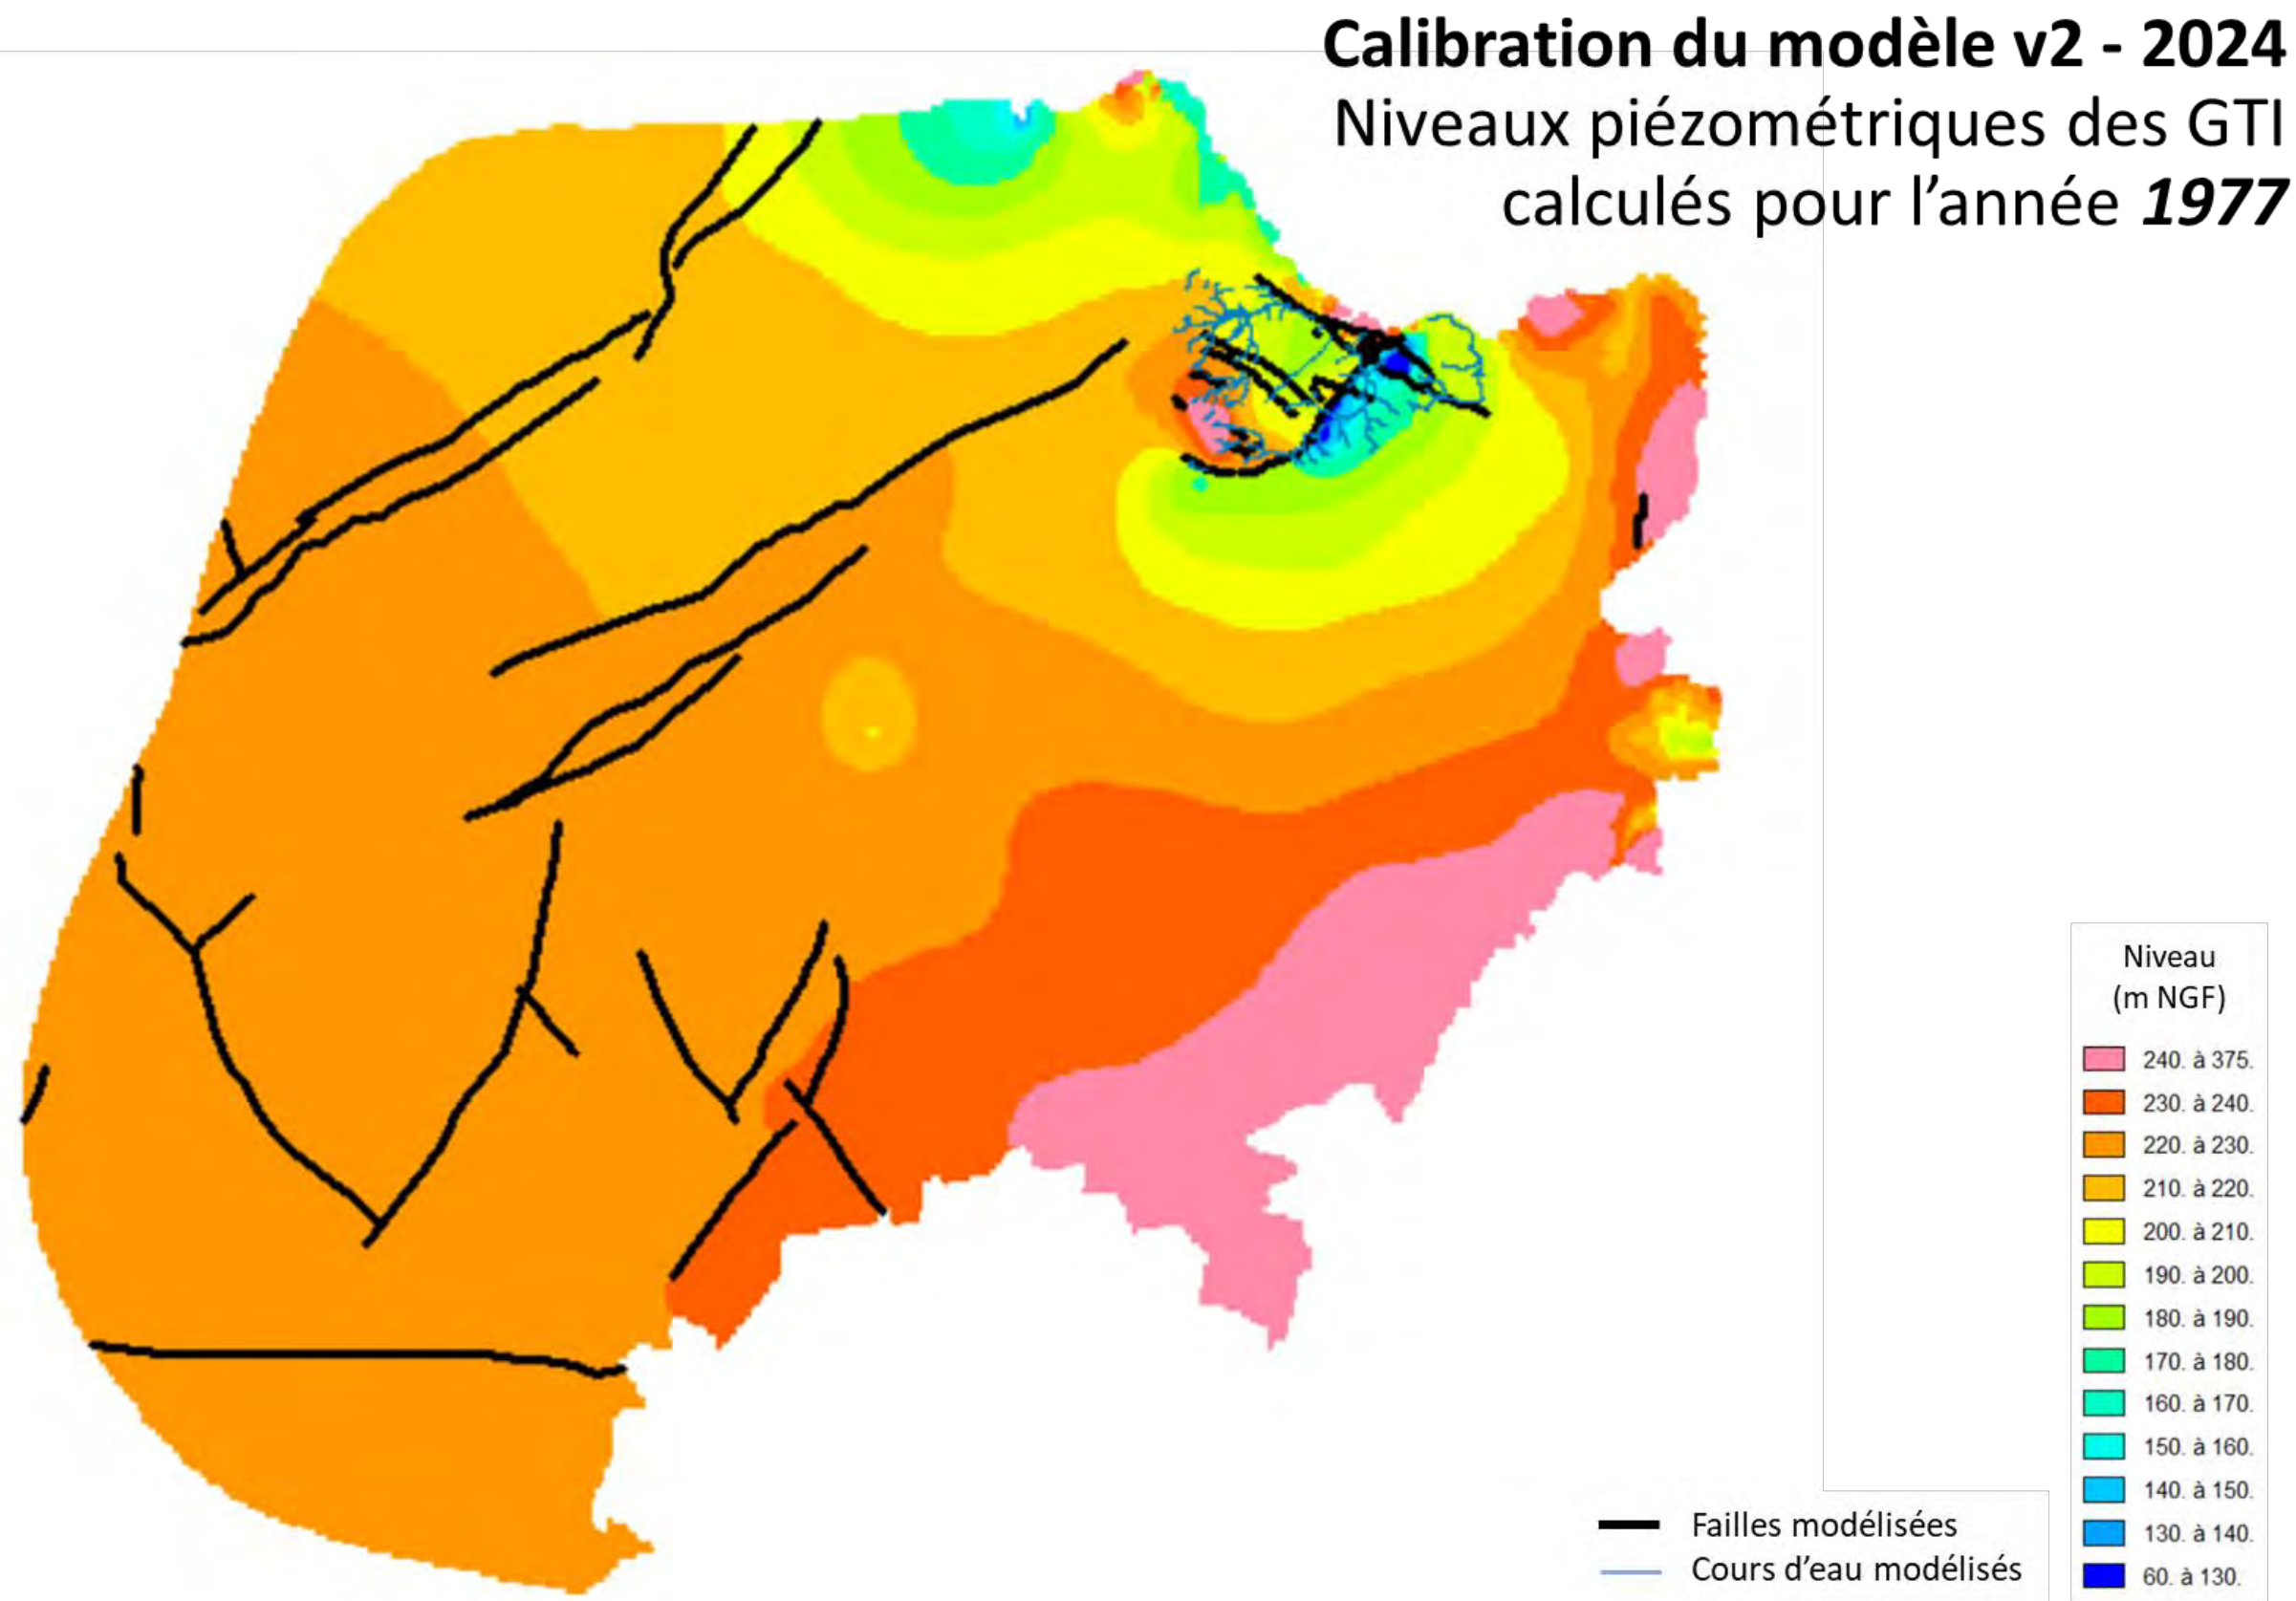 Calibration du modèle v2 - 2024
Niveaux piézométriques des GTI
calculés pour l’année 1977
Niveau
(m NGF)
240. à 375.
230. à 240.
220. à 230.
210. à 220.
200. à 210.
190. à 200.
180. à 190.
170. à 180.
160. à 170.
150. à 160.
140. à 150.
130. à 140.
60. à 130.
Failles modélisées
Cours d’eau modélisés